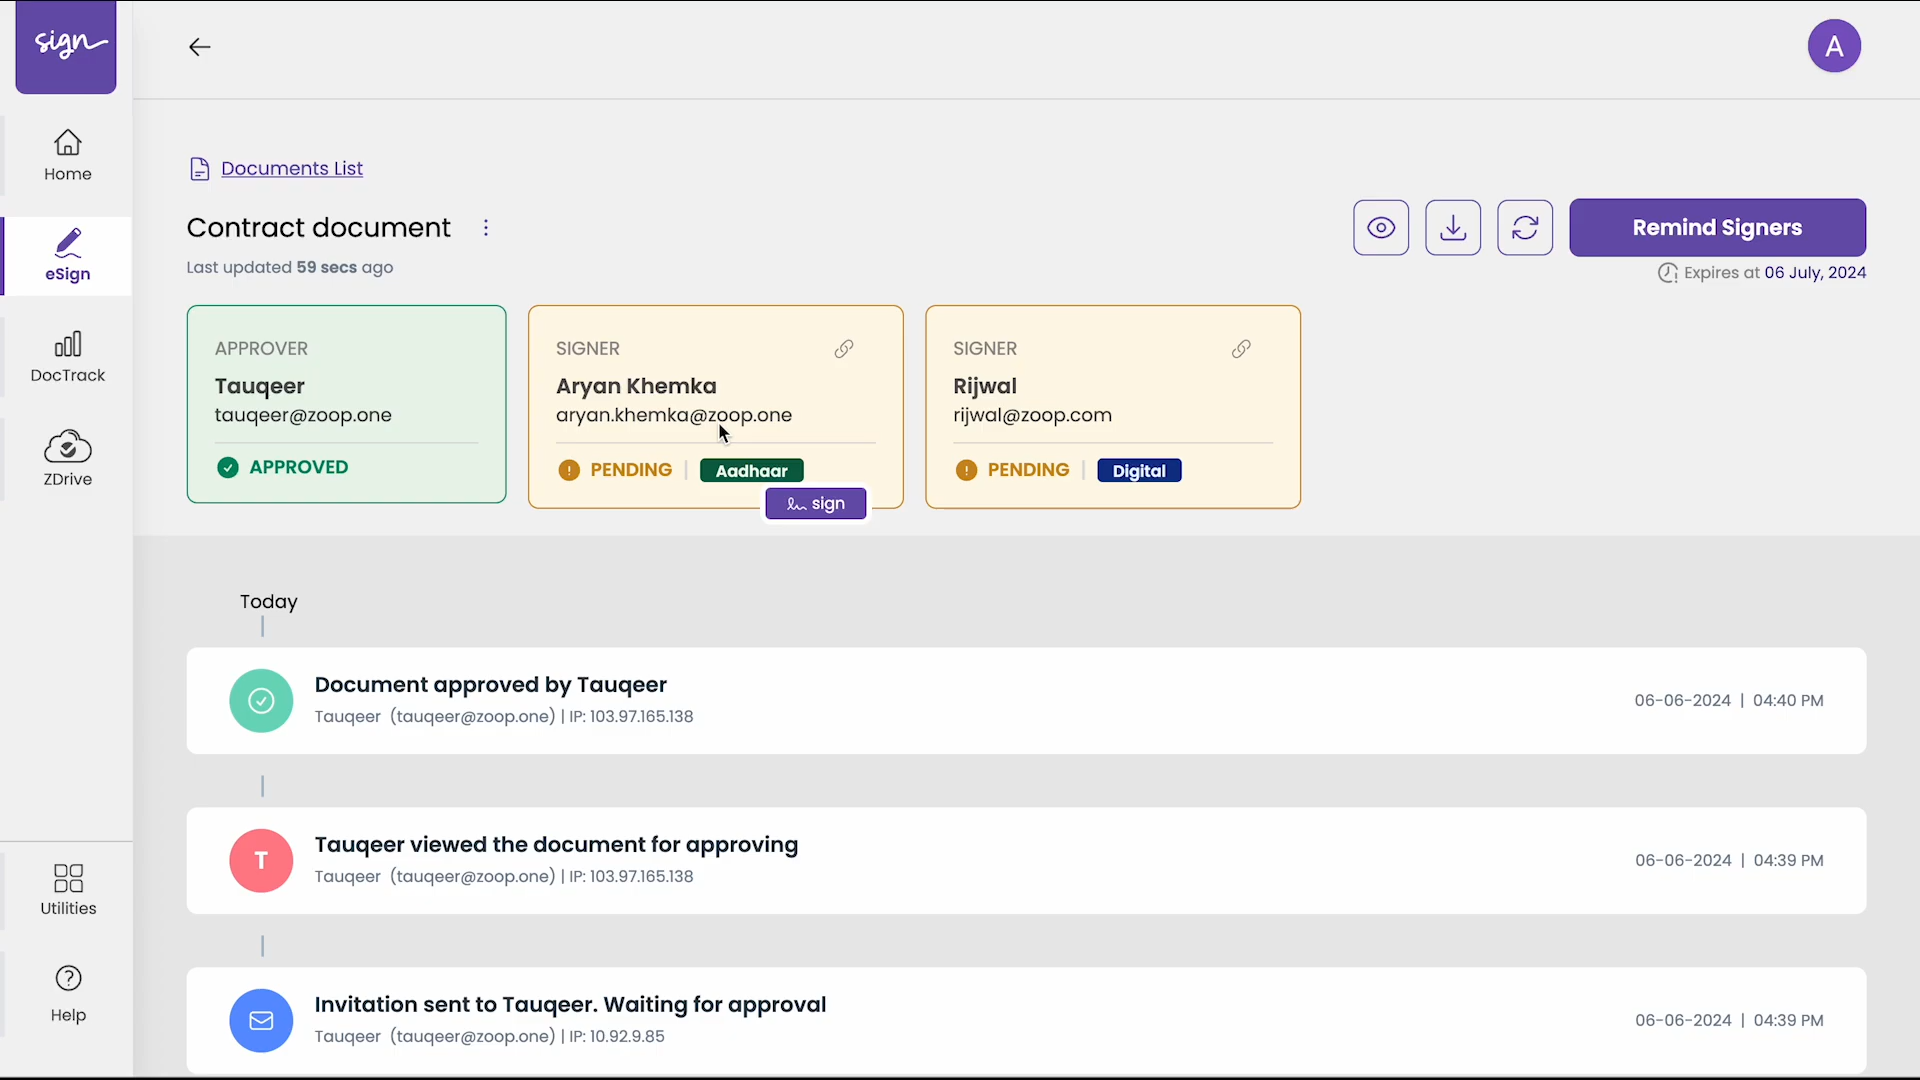 sign
A
Home
eSign
DocTrack
ZDrive
Utilities
Help
Documents List
Contract document
Last updated 59 secs ago
Remind Signers
Expires at 06 July, 2024
APPROVER
Tauqeer
tauqeer@zoop.one
APPROVED
SIGNER
Aryan Khemka
aryan.khemka@zoop.one
PENDING | Aadhaar
sign
SIGNER
Rijwal
rijwal@zoop.com
PENDING | Digital
Today
Document approved by Tauqeer
Tauqeer (tauqeer@zoop.one) | IP: 103.97.165.138
06-06-2024 | 04:40 PM
T
Tauqeer viewed the document for approving
Tauqeer (tauqeer@zoop.one) | IP: 103.97.165.138
06-06-2024 | 04:39 PM
Invitation sent to Tauqeer. Waiting for approval
Tauqeer (tauqeer@zoop.one) | IP: 10.92.9.85
06-06-2024 | 04:39 PM